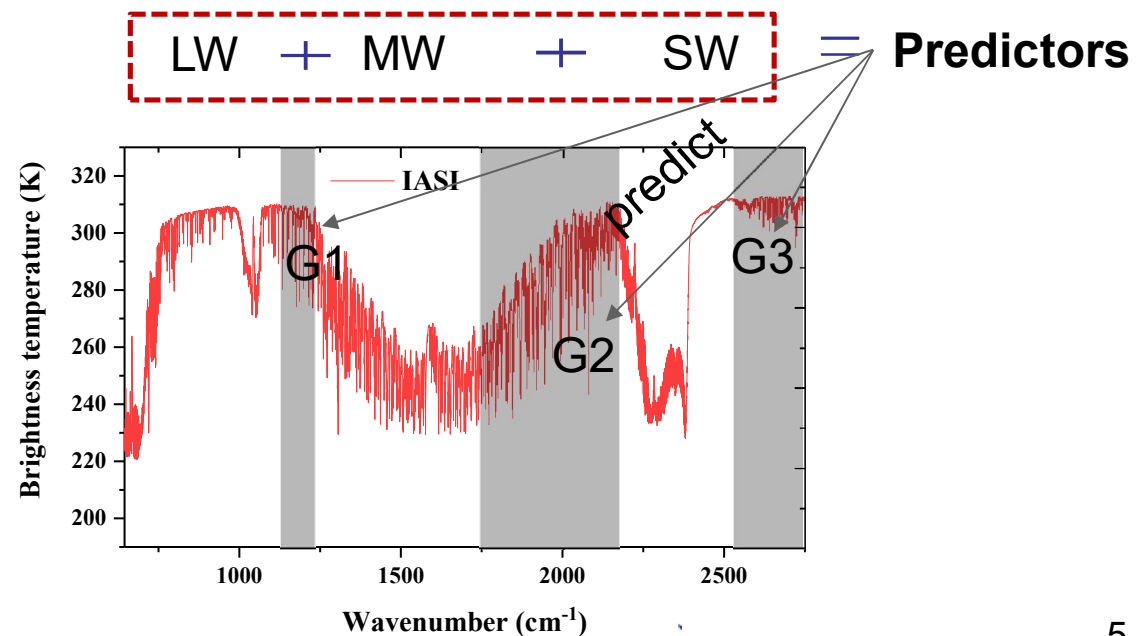 LW + MW + SW = Predictors
predict
IASI
G1
G2
G3
Brightness temperature (K)
320
300
280
260
240
220
200
1000 1500 2000 2500
Wavenumber (cm⁻¹)
5